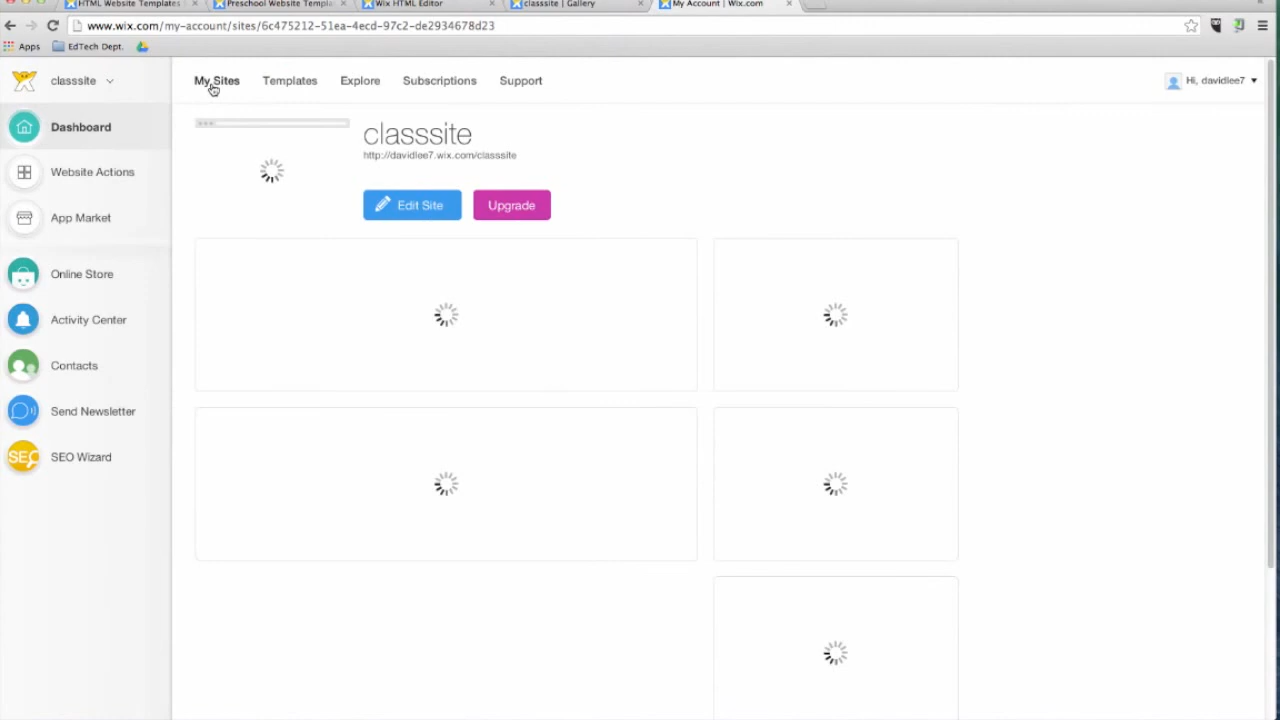 HTML Website Templates
Preschool Website Templa
Wix HTML Editor
classsite | Gallery
My Account | Wix.com
www.wix.com/my-account/sites/6c475212-51ea-4ecd-97c2-de2934678d23
Apps
EdTech Dept.
classsite
My Sites
Templates
Explore
Subscriptions
Support
Hi, davidlee7
Dashboard
Website Actions
App Market
Online Store
Activity Center
Contacts
Send Newsletter
SEO
SEO Wizard
classsite
http://davidlee7.wix.com/classsite
Edit Site
Upgrade